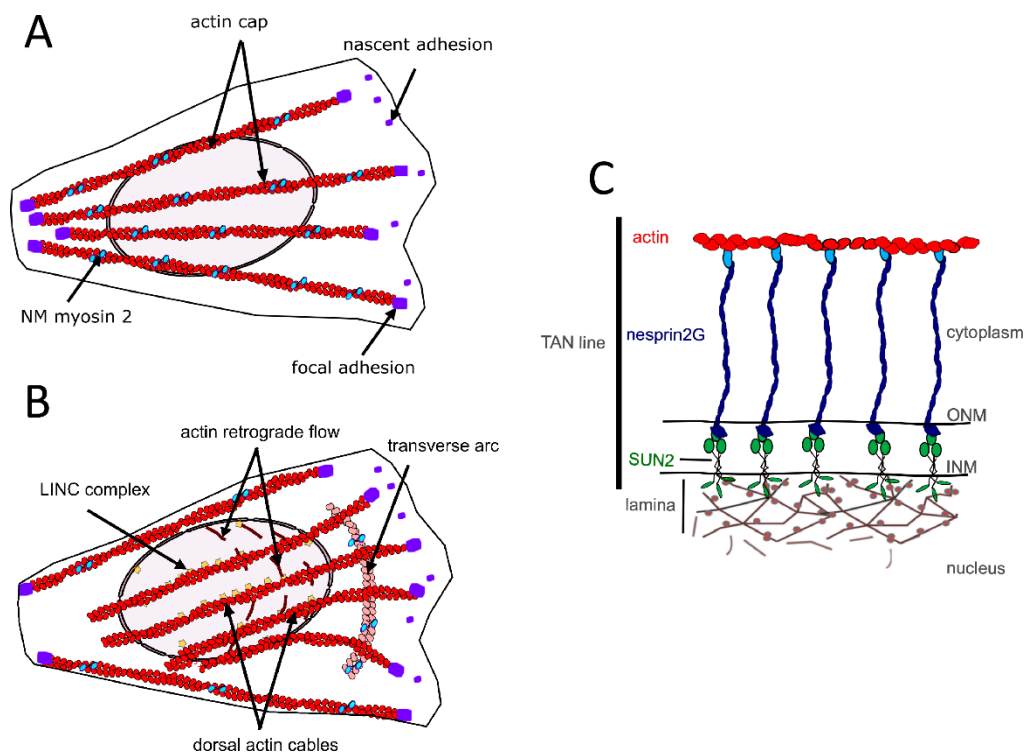 A
actin cap
nascent adhesion
NM myosin 2
focal adhesion
B
actin retrograde flow
transverse arc
LINC complex
dorsal actin cables
C
actin
TAN line
nesprin2G
cytoplasm
ONM
SUN2
INM
lamina
nucleus